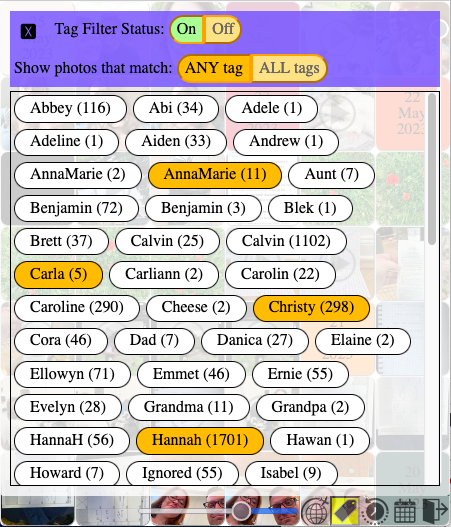 X Tag Filter Status: On Off
Show photos that match: ANY tag ALL tags
Abbey (116) Abi (34) Adele (1)
Adeline (1) Aiden (33) Andrew (1)
AnnaMarie (2) AnnaMarie (11) Aunt (7)
Benjamin (72) Benjamin (3) Blek (1)
Brett (37) Calvin (25) Calvin (1102)
Carla (5) Carliann (2) Carolin (22)
Caroline (290) Cheese (2) Christy (298)
Cora (46) Dad (7) Danica (27) Elaine (2)
Ellowyn (71) Emmet (46) Ernie (55)
Evelyn (28) Grandma (11) Grandpa (2)
HannaH (56) Hannah (1701) Hawan (1)
Howard (7) Ignored (55) Isabel (9)
22
May
2023